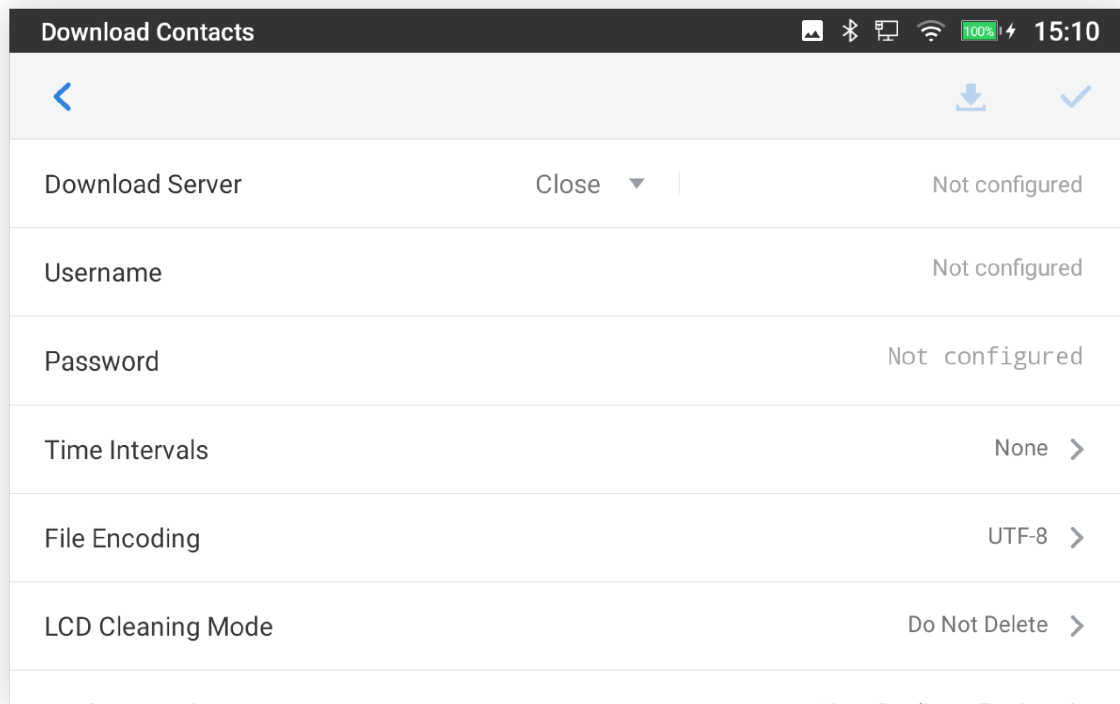 Download Contacts 100% 15:10
Download Server Close Not configured
Username Not configured
Password Not configured
Time Intervals None
File Encoding UTF-8
LCD Cleaning Mode Do Not Delete